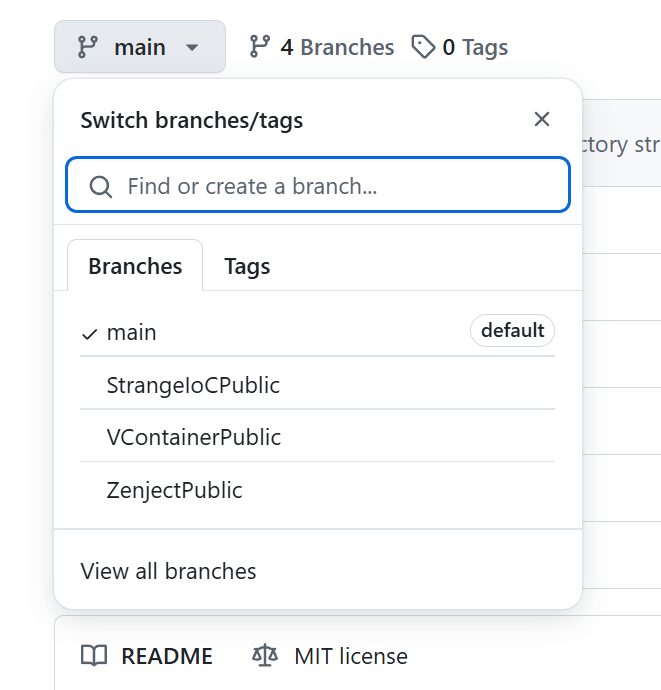 main
4 Branches
0 Tags
Switch branches/tags
ctory str
Find or create a branch...
Branches
Tags
main
default
StrangeIoCPublic
VContainerPublic
ZenjectPublic
View all branches
README
MIT license